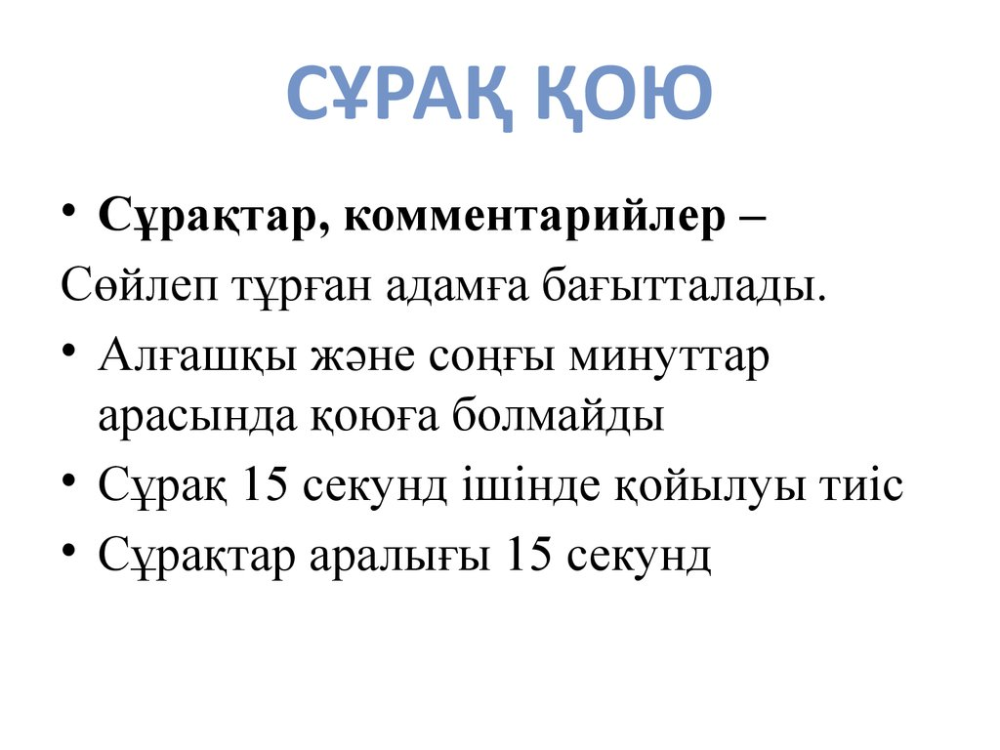 СҰРАҚ ҚОЮ
• Сұрақтар, комментарийлер –
Сөйлеп тұрған адамға бағытталады.
• Алғашқы және соңғы минуттар
арасында қоюға болмайды
• Сұрақ 15 секунд ішінде қойылуы тиіс
• Сұрақтар аралығы 15 секунд